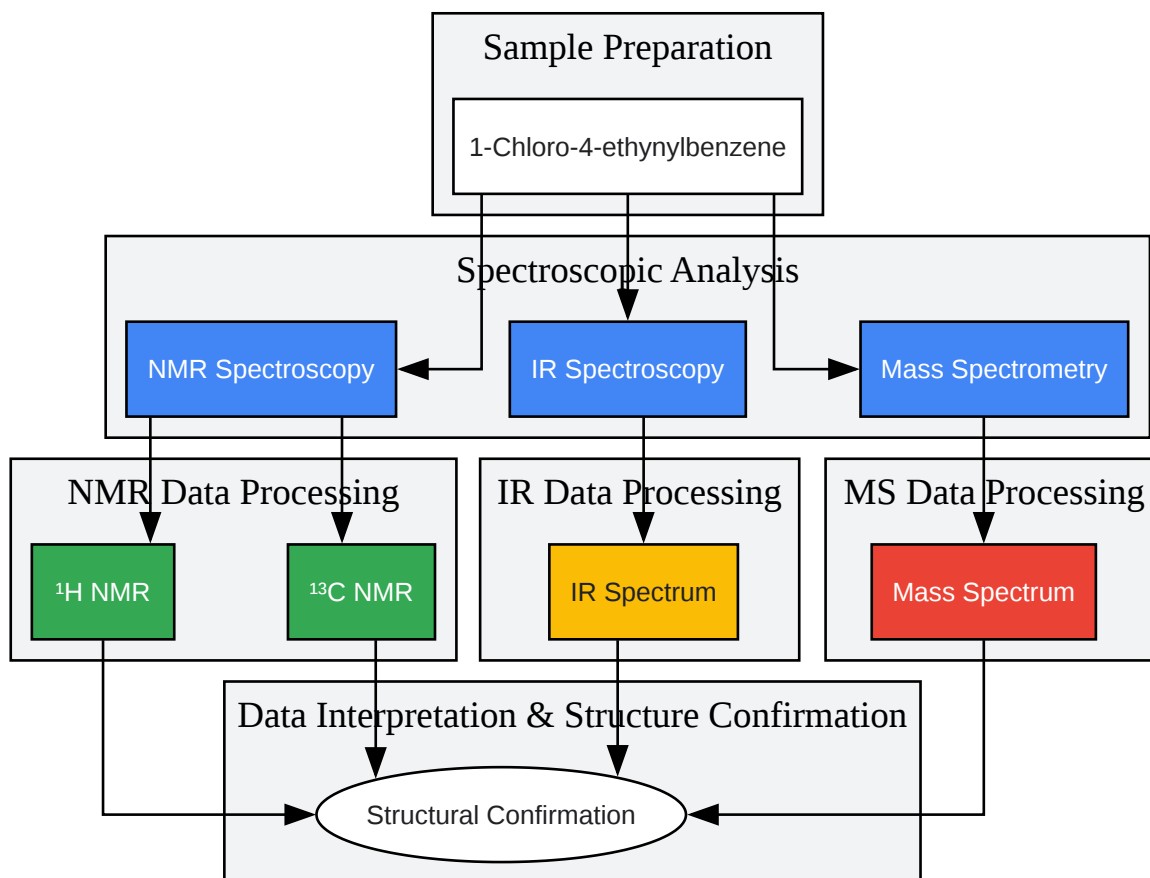 Sample Preparation
1-Chloro-4-ethynylbenzene
Spectroscopic Analysis
NMR Spectroscopy
IR Spectroscopy
Mass Spectrometry
NMR Data Processing
IR Data Processing
MS Data Processing
¹H NMR
¹³C NMR
IR Spectrum
Mass Spectrum
Data Interpretation & Structure Confirmation
Structural Confirmation